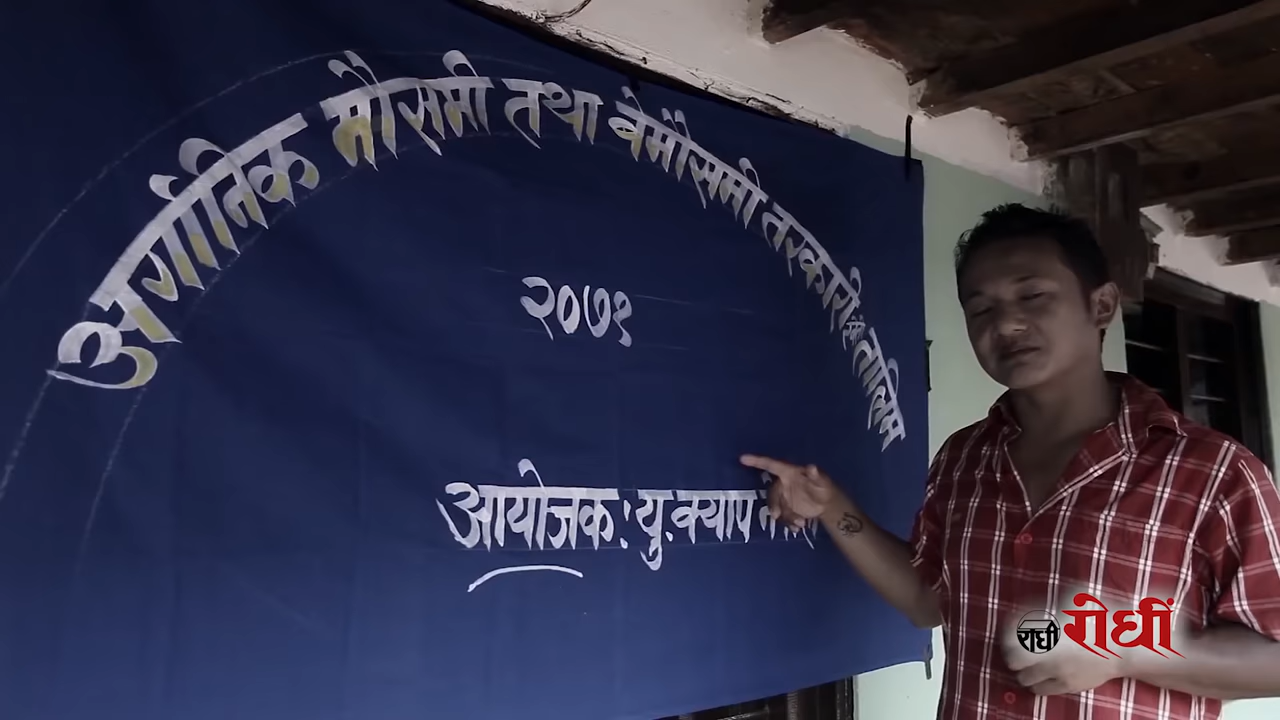 अर्गानिक मौसमी तथा बेमौसमी तरकारी तालिम
२०७१
आयोजक : यु. क्याप
राधी रोधीं